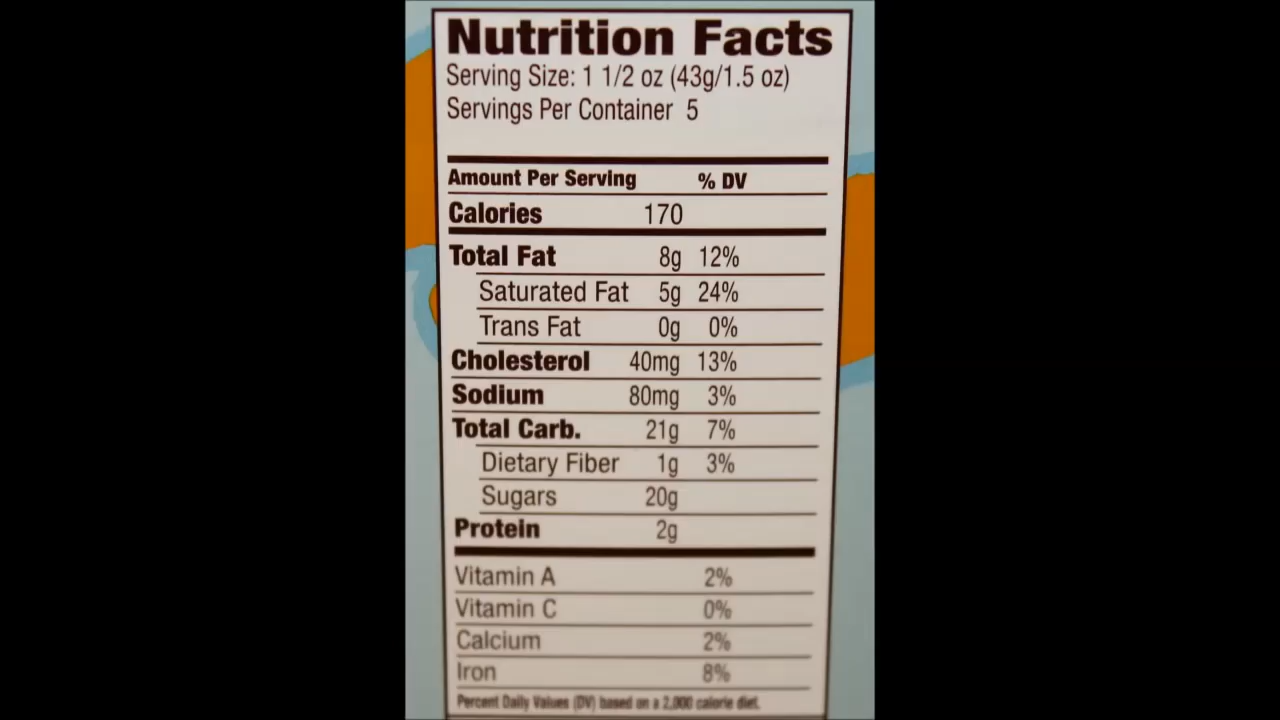 Nutrition Facts
Serving Size: 1 1/2 oz (43g/1.5 oz)
Servings Per Container 5
Amount Per Serving % DV
Calories 170
Total Fat 8g 12%
Saturated Fat 5g 24%
Trans Fat 0g 0%
Cholesterol 40mg 13%
Sodium 80mg 3%
Total Carb. 21g 7%
Dietary Fiber 1g 3%
Sugars 20g
Protein 2g
Vitamin A 2%
Vitamin C 0%
Calcium 2%
Iron 8%
Percent Daily Values (DV) based on a 2,000 calorie diet.